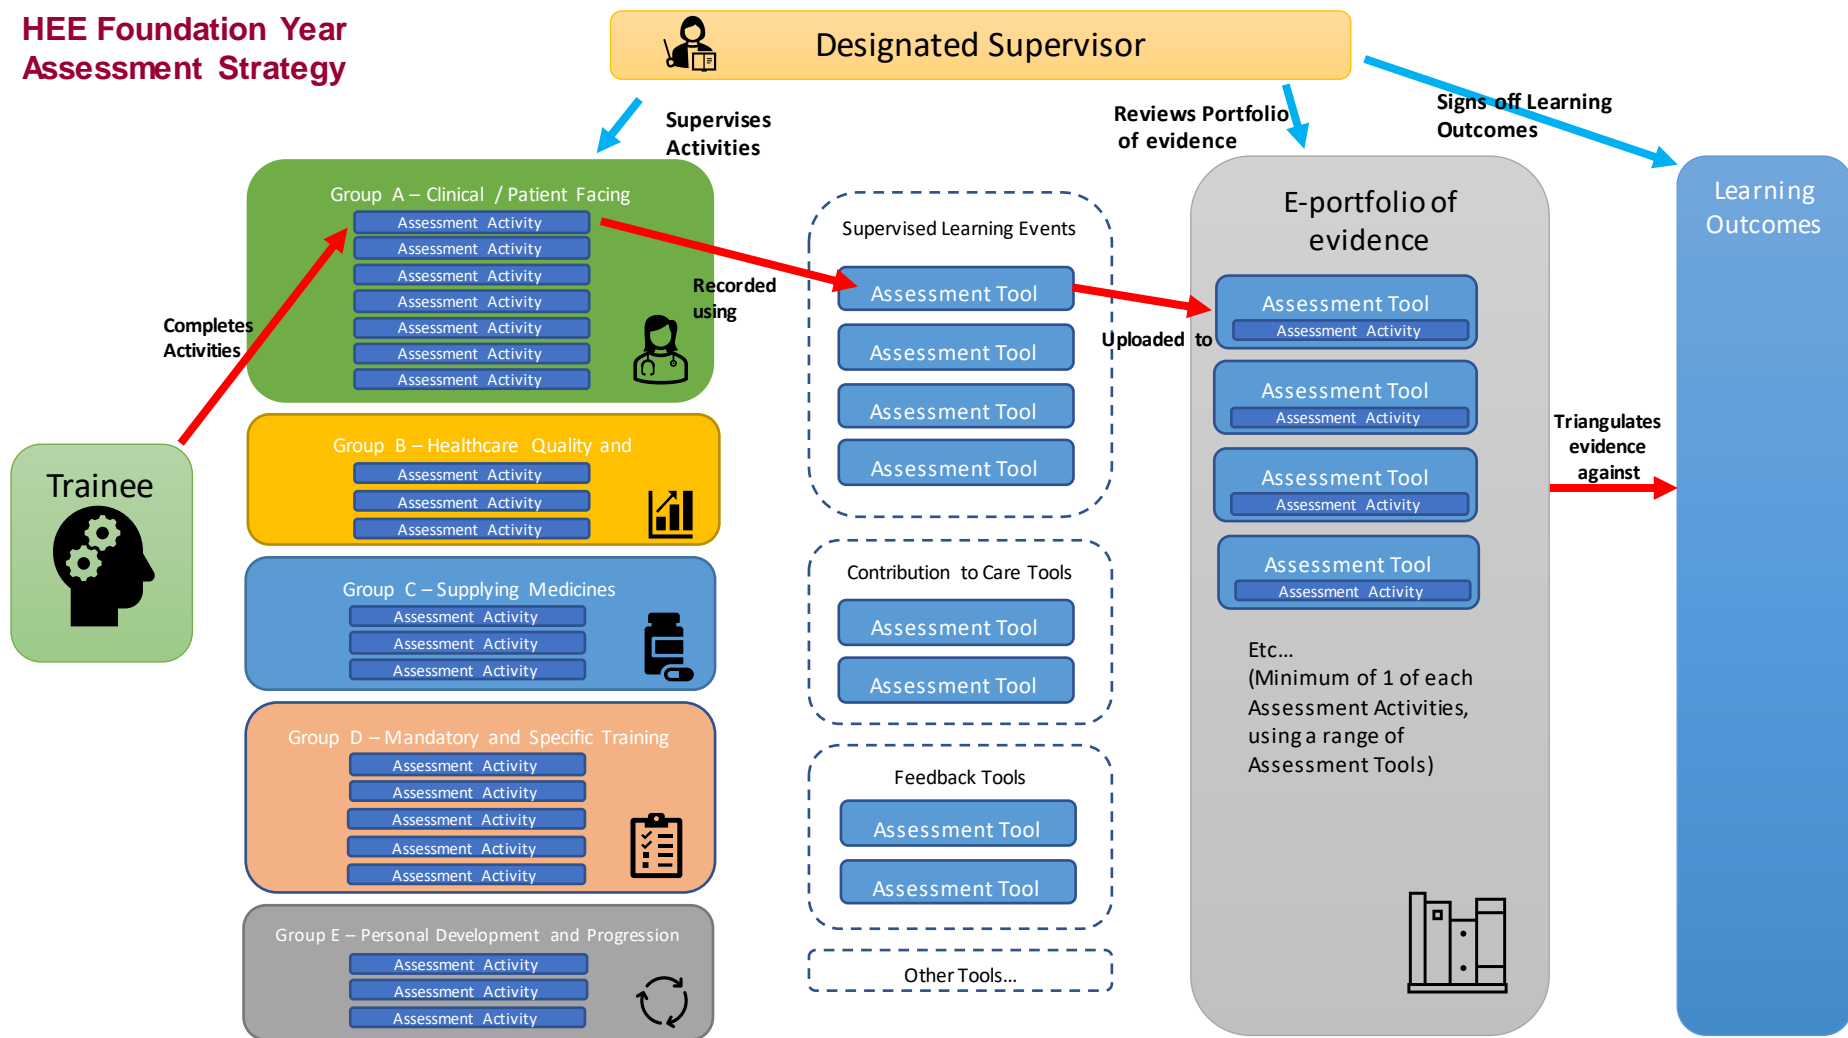 HEE Foundation Year
Assessment Strategy
Designated Supervisor
Supervises
Activities
Reviews Portfolio
of evidence
Signs off Learning
Outcomes
Trainee
Completes
Activities
Group A – Clinical / Patient Facing
Assessment Activity
Assessment Activity
Assessment Activity
Assessment Activity
Assessment Activity
Assessment Activity
Assessment Activity
Group B – Healthcare Quality and
Assessment Activity
Assessment Activity
Assessment Activity
Group C – Supplying Medicines
Assessment Activity
Assessment Activity
Assessment Activity
Group D – Mandatory and Specific Training
Assessment Activity
Assessment Activity
Assessment Activity
Assessment Activity
Assessment Activity
Group E – Personal Development and Progression
Assessment Activity
Assessment Activity
Assessment Activity
Recorded
using
Supervised Learning Events
Assessment Tool
Assessment Tool
Assessment Tool
Assessment Tool
Contribution to Care Tools
Assessment Tool
Assessment Tool
Feedback Tools
Assessment Tool
Assessment Tool
Other Tools...
Uploaded to
E-portfolio of
evidence
Assessment Tool
Assessment Activity
Assessment Tool
Assessment Activity
Assessment Tool
Assessment Activity
Assessment Tool
Assessment Activity
Etc...
(Minimum of 1 of each
Assessment Activities,
using a range of
Assessment Tools)
Triangulates
evidence
against
Learning
Outcomes